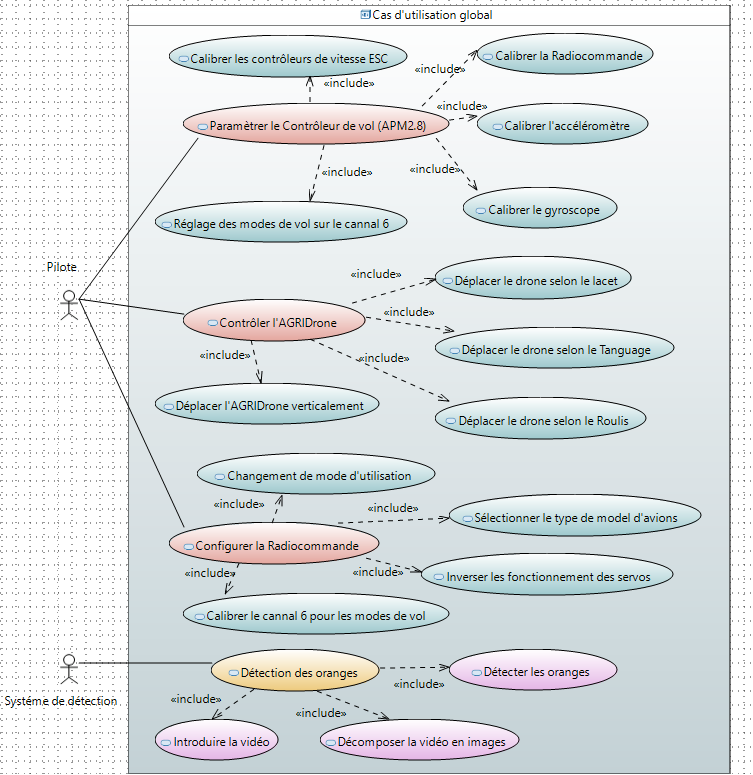 Cas d'utilisation global
Calibrer les contrôleurs de vitesse ESC
Calibrer la Radiocommande
«include»
«include»
«include»
Paramètrer le Contrôleur de vol (APM2.8)
Calibrer l'accéléromètre
«include»
«include»
Réglage des modes de vol sur le cannal 6
Calibrer le gyroscope
Pilote
«include»
Déplacer le drone selon le lacet
«include»
Contrôler l'AGRIDrone
«include»
Déplacer le drone selon le Tanguage
«include»
Déplacer l'AGRIDrone verticalement
Déplacer le drone selon le Roulis
Changement de mode d'utilisation
«include»
«include»
Sélectionner le type de model d'avions
Configurer la Radiocommande
«include»
«include»
Inverser les fonctionnement des servos
Calibrer le cannal 6 pour les modes de vol
Détection des oranges
Détecter les oranges
«include»
Systéme de détection
«include»
«include»
Introduire la vidéo
Décomposer la vidéo en images